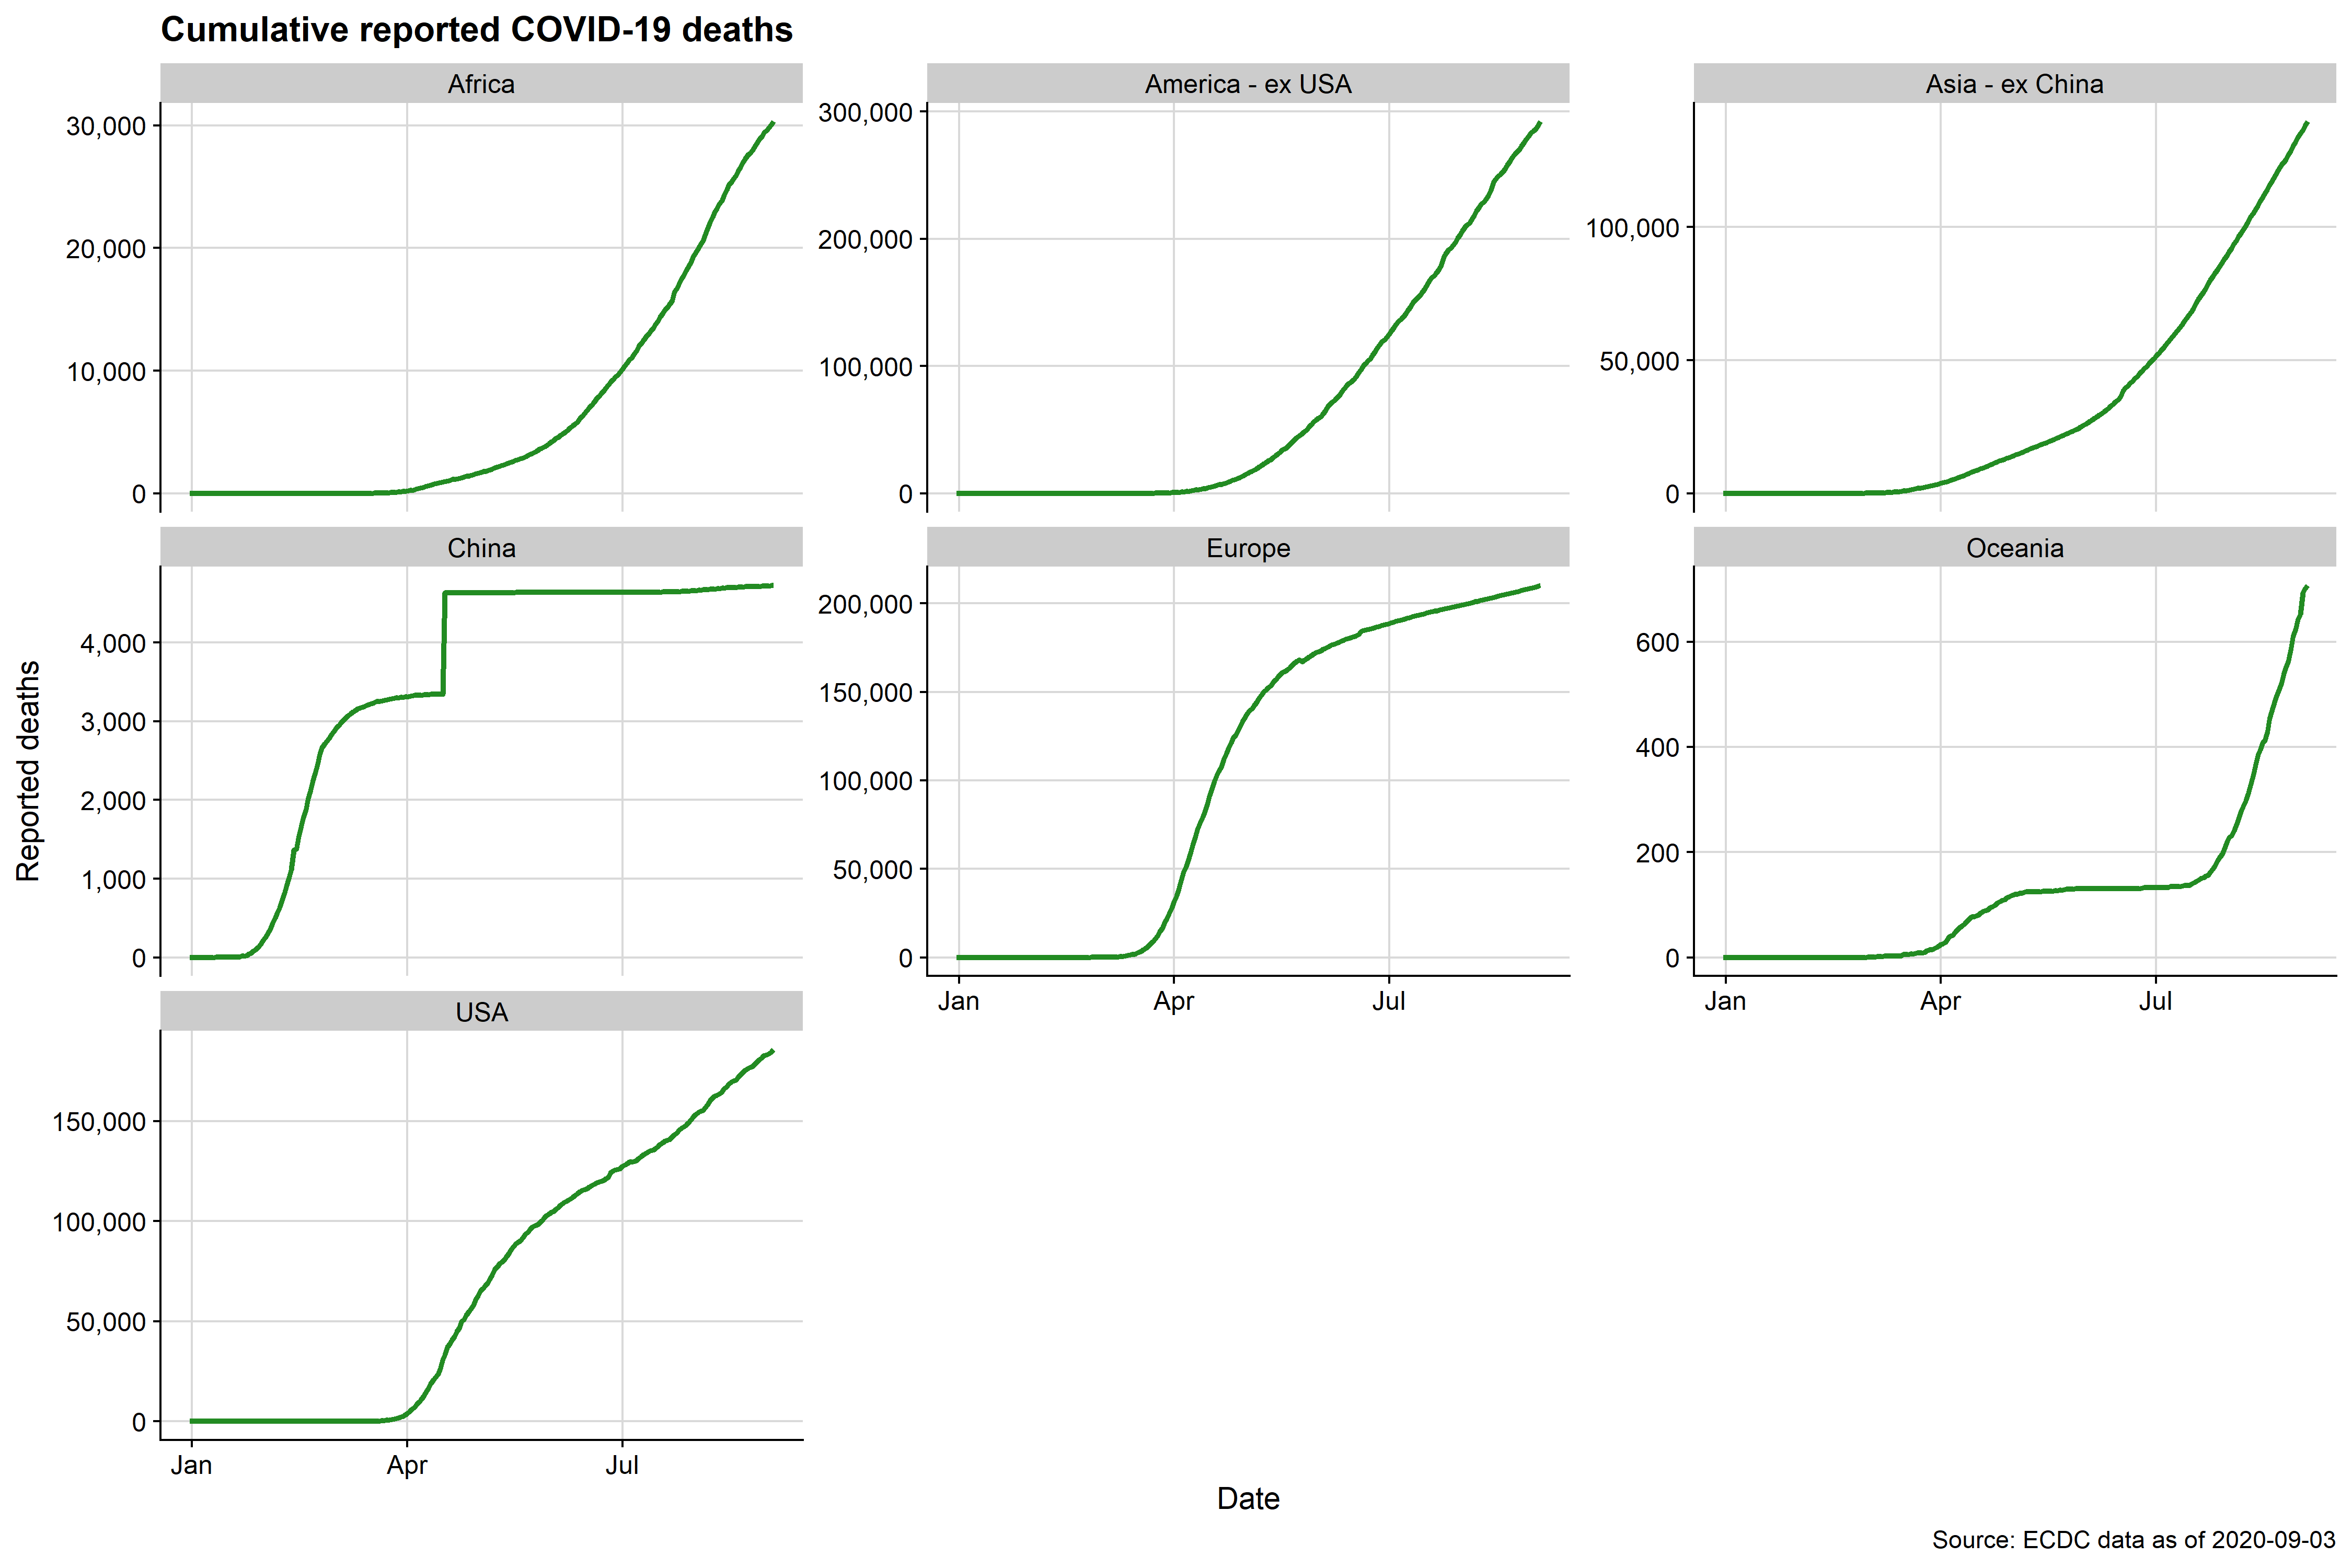 Cumulative reported COVID-19 deaths
Africa
America - ex USA
Asia - ex China
30,000
20,000
10,000
0
300,000
200,000
100,000
0
100,000
50,000
0
China
Europe
Oceania
Reported deaths
4,000
3,000
2,000
1,000
0
200,000
150,000
100,000
50,000
0
Jan Apr Jul
600
400
200
0
Jan Apr Jul
USA
150,000
100,000
50,000
0
Jan Apr Jul
Date
Source: ECDC data as of 2020-09-03